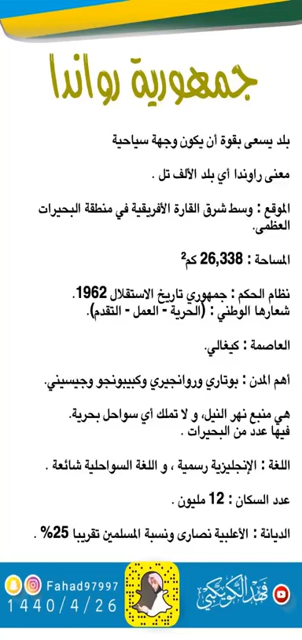 جمهورية رواندا
بلد يسعى بقوة أن يكون وجهة سياحية
معنى راوندا أي بلد الألف تل .
الموقع : وسط شرق القارة الأفريقية في منطقة البحيرات
العظمى.
المساحة : 26,338 كم²
نظام الحكم : جمهوري تاريخ الاستقلال 1962.
شعارها الوطني : (الحرية - العمل - التقدم).
العاصمة : كيغالي.
أهم المدن : بوتاري وروانجيري وكبيبونجو وجيسيني.
هي منبع نهر النيل، و لا تملك أي سواحل بحرية.
فيها عدد من البحيرات .
اللغة : الإنجليزية رسمية ، و اللغة السواحلية شائعة .
عدد السكان : 12 مليون .
الديانة : الأغلبية نصارى ونسبة المسلمين تقريبا 25% .
فهد الكويكبي
Fahad97997
1440/4/26